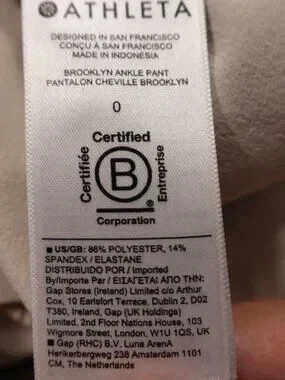 ATHLETA
DESIGNED IN SAN FRANCISCO
CONÇU À SAN FRANCISCO
MADE IN INDONESIA
BROOKLYN ANKLE PANT
PANTALON CHEVILLE BROOKLYN
0
Certified
Certifiée
B
®
Entreprise
Corporation
■ US/GB: 86% POLYESTER, 14%
SPANDEX / ELASTANE
DISTRIBUIDO POR / Imported
By/Importe Par / ΕΙΣΑΓΕΤΑΙ ΑΠΟ ΤΗΝ:
Gap Stores (Ireland) Limited c/o Arthur
Cox, 10 Earlsfort Terrace, Dublin 2, D02
T380, Ireland, Gap (UK Holdings)
Limited, 2nd Floor Nations House, 103
Wigmore Street, London, W1U 1QS, UK
■ Gap (RHC) B.V. Luna ArenA
Herikerbergweg 238 Amsterdam 1101
CM, The Netherlands